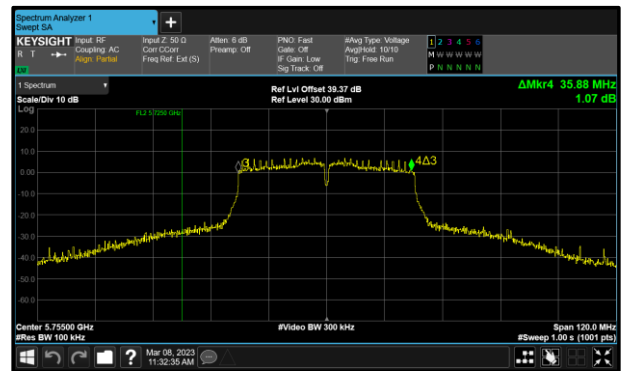 Spectrum Analyzer 1
Swept SA
KEYSIGHT
R T
LXI
Input: RF
Coupling: AC
Align: Partial
Input Z: 50 Ω
Corr CCorr
Freq Ref: Ext (S)
Atten: 6 dB
Preamp: Off
PNO: Fast
Gate: Off
IF Gain: Low
Sig Track: Off
#Avg Type: Voltage
Avg|Hold: 10/10
Trig: Free Run
1 2 3 4 5 6
M W W W W W
P N N N N N
1 Spectrum
Scale/Div 10 dB
Ref Lvl Offset 39.37 dB
Ref Level 30.00 dBm
ΔMkr4 35.88 MHz
1.07 dB
Log
FL2 5.7250 GHz
20.0
10.0
0.00
-10.0
-20.0
-30.0
-40.0
-50.0
-60.0
4Δ3
Center 5.75500 GHz
#Res BW 100 kHz
#Video BW 300 kHz
Span 120.0 MHz
#Sweep 1.00 s (1001 pts)
?
Mar 08, 2023
11:32:35 AM